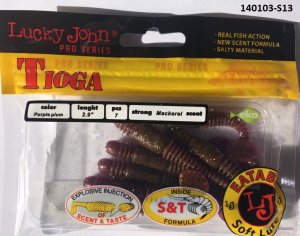 140103-S13
Lucky John®
PRO SERIES
- REAL FISH ACTION
- NEW SCENT FORMULA
- SALTY MATERIAL
PRO SERIES
TIOGA
color
Purple plum
lenght
2.9"
pcs
7
strong Mackerel scent
EXPLOSIVE INJECTION
OF
SCENT & TASTE
INSIDE
S&T
FORMULA
EATABLE
LJ
Soft Lure